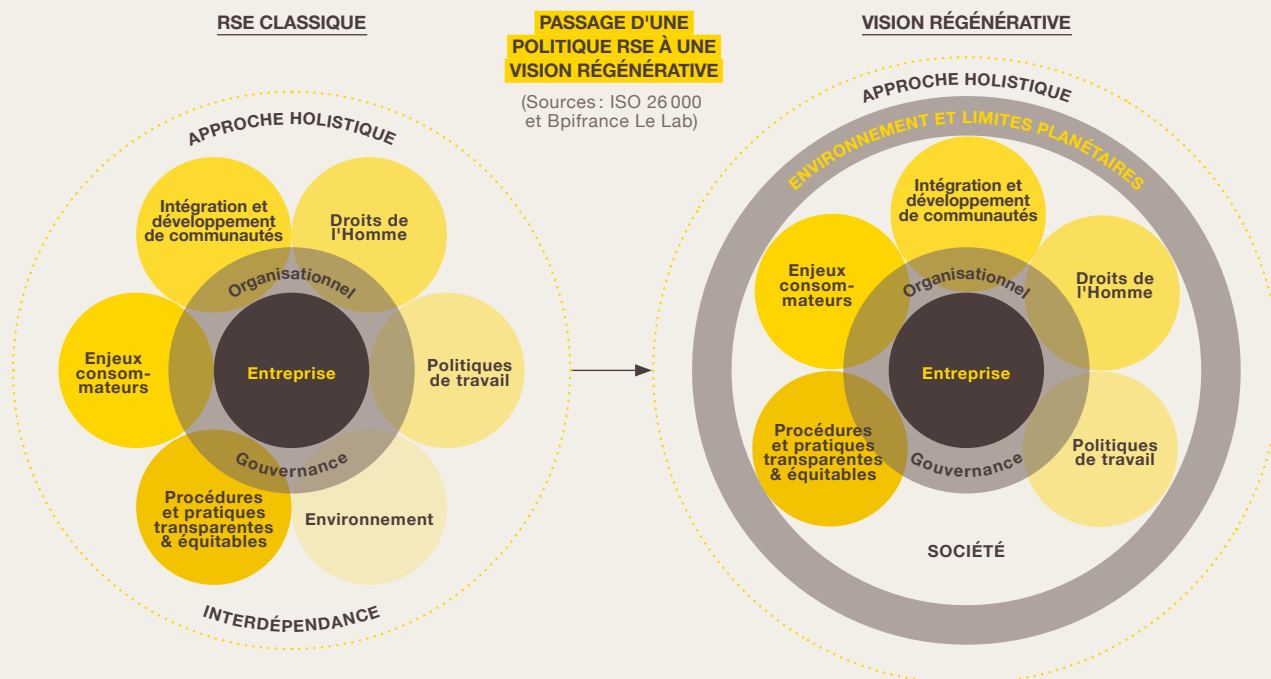 RSE CLASSIQUE
APPROCHE HOLISTIQUE
Intégration et
développement
de communautés
Droits de
l'Homme
Organisationnel
Enjeux
consom-
mateurs
Entreprise
Politiques
de travail
Gouvernance
Procédures
et pratiques
transparentes
& équitables
Environnement
INTERDÉPENDANCE
PASSAGE D'UNE
POLITIQUE RSE À UNE
VISION RÉGÉNÉRATIVE
(Sources : ISO 26 000
et Bpifrance Le Lab)
VISION RÉGÉNÉRATIVE
APPROCHE HOLISTIQUE
ENVIRONNEMENT ET LIMITES PLANÉTAIRES
Intégration et
développement
de communautés
Enjeux
consom-
mateurs
Organisationnel
Droits de
l'Homme
Entreprise
Procédures
et pratiques
transparentes
& équitables
Gouvernance
Politiques
de travail
SOCIÉTÉ